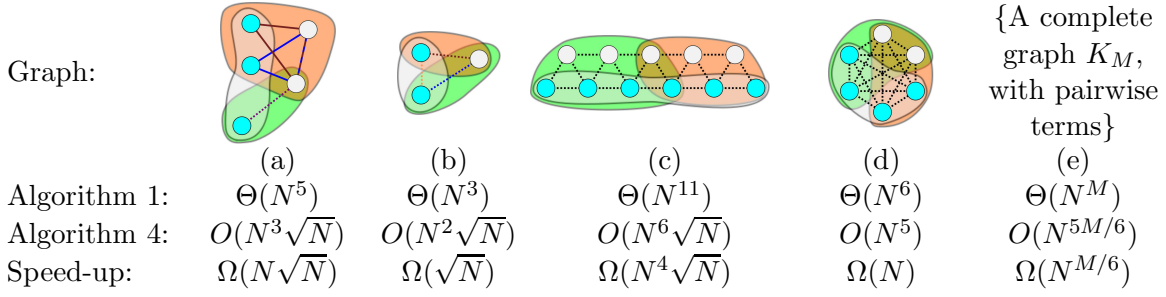 Graph:
{A complete
graph K_M,
with pairwise
terms}
(a) (b) (c) (d) (e)
Algorithm 1: Θ(N^5) Θ(N^3) Θ(N^11) Θ(N^6) Θ(N^M)
Algorithm 4: O(N^3√N) O(N^2√N) O(N^6√N) O(N^5) O(N^{5M/6})
Speed-up: Ω(N√N) Ω(√N) Ω(N^4√N) Ω(N) Ω(N^{M/6})